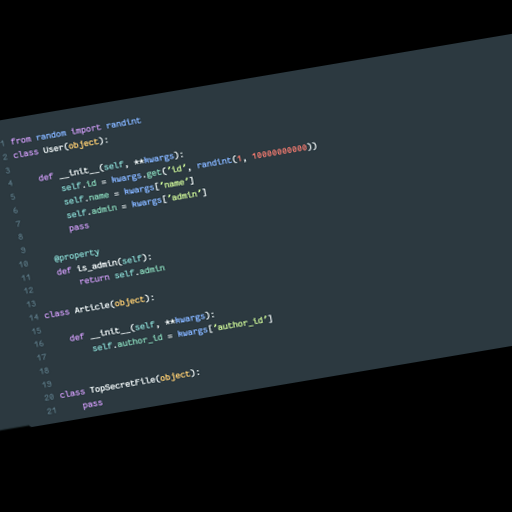 1 from random import randint
2 class User(object):
3
4 def __init__(self, **kwargs):
5 self.id = kwargs.get('id', randint(1, 10000000000))
6 self.name = kwargs['name']
7 self.admin = kwargs['admin']
8 pass
9
10 @property
11 def is_admin(self):
12 return self.admin
13
14 class Article(object):
15
16 def __init__(self, **kwargs):
17 self.author_id = kwargs['author_id']
18
19
20 class TopSecretFile(object):
21 pass